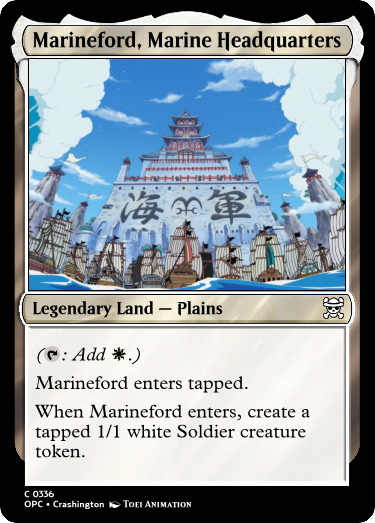 Marineford, Marine Headquarters
海 軍
Legendary Land — Plains
(: Add .)
Marineford enters tapped.
When Marineford enters, create a
tapped 1/1 white Soldier creature
token.
C 0336
OPC • Crashington TOEI ANIMATION